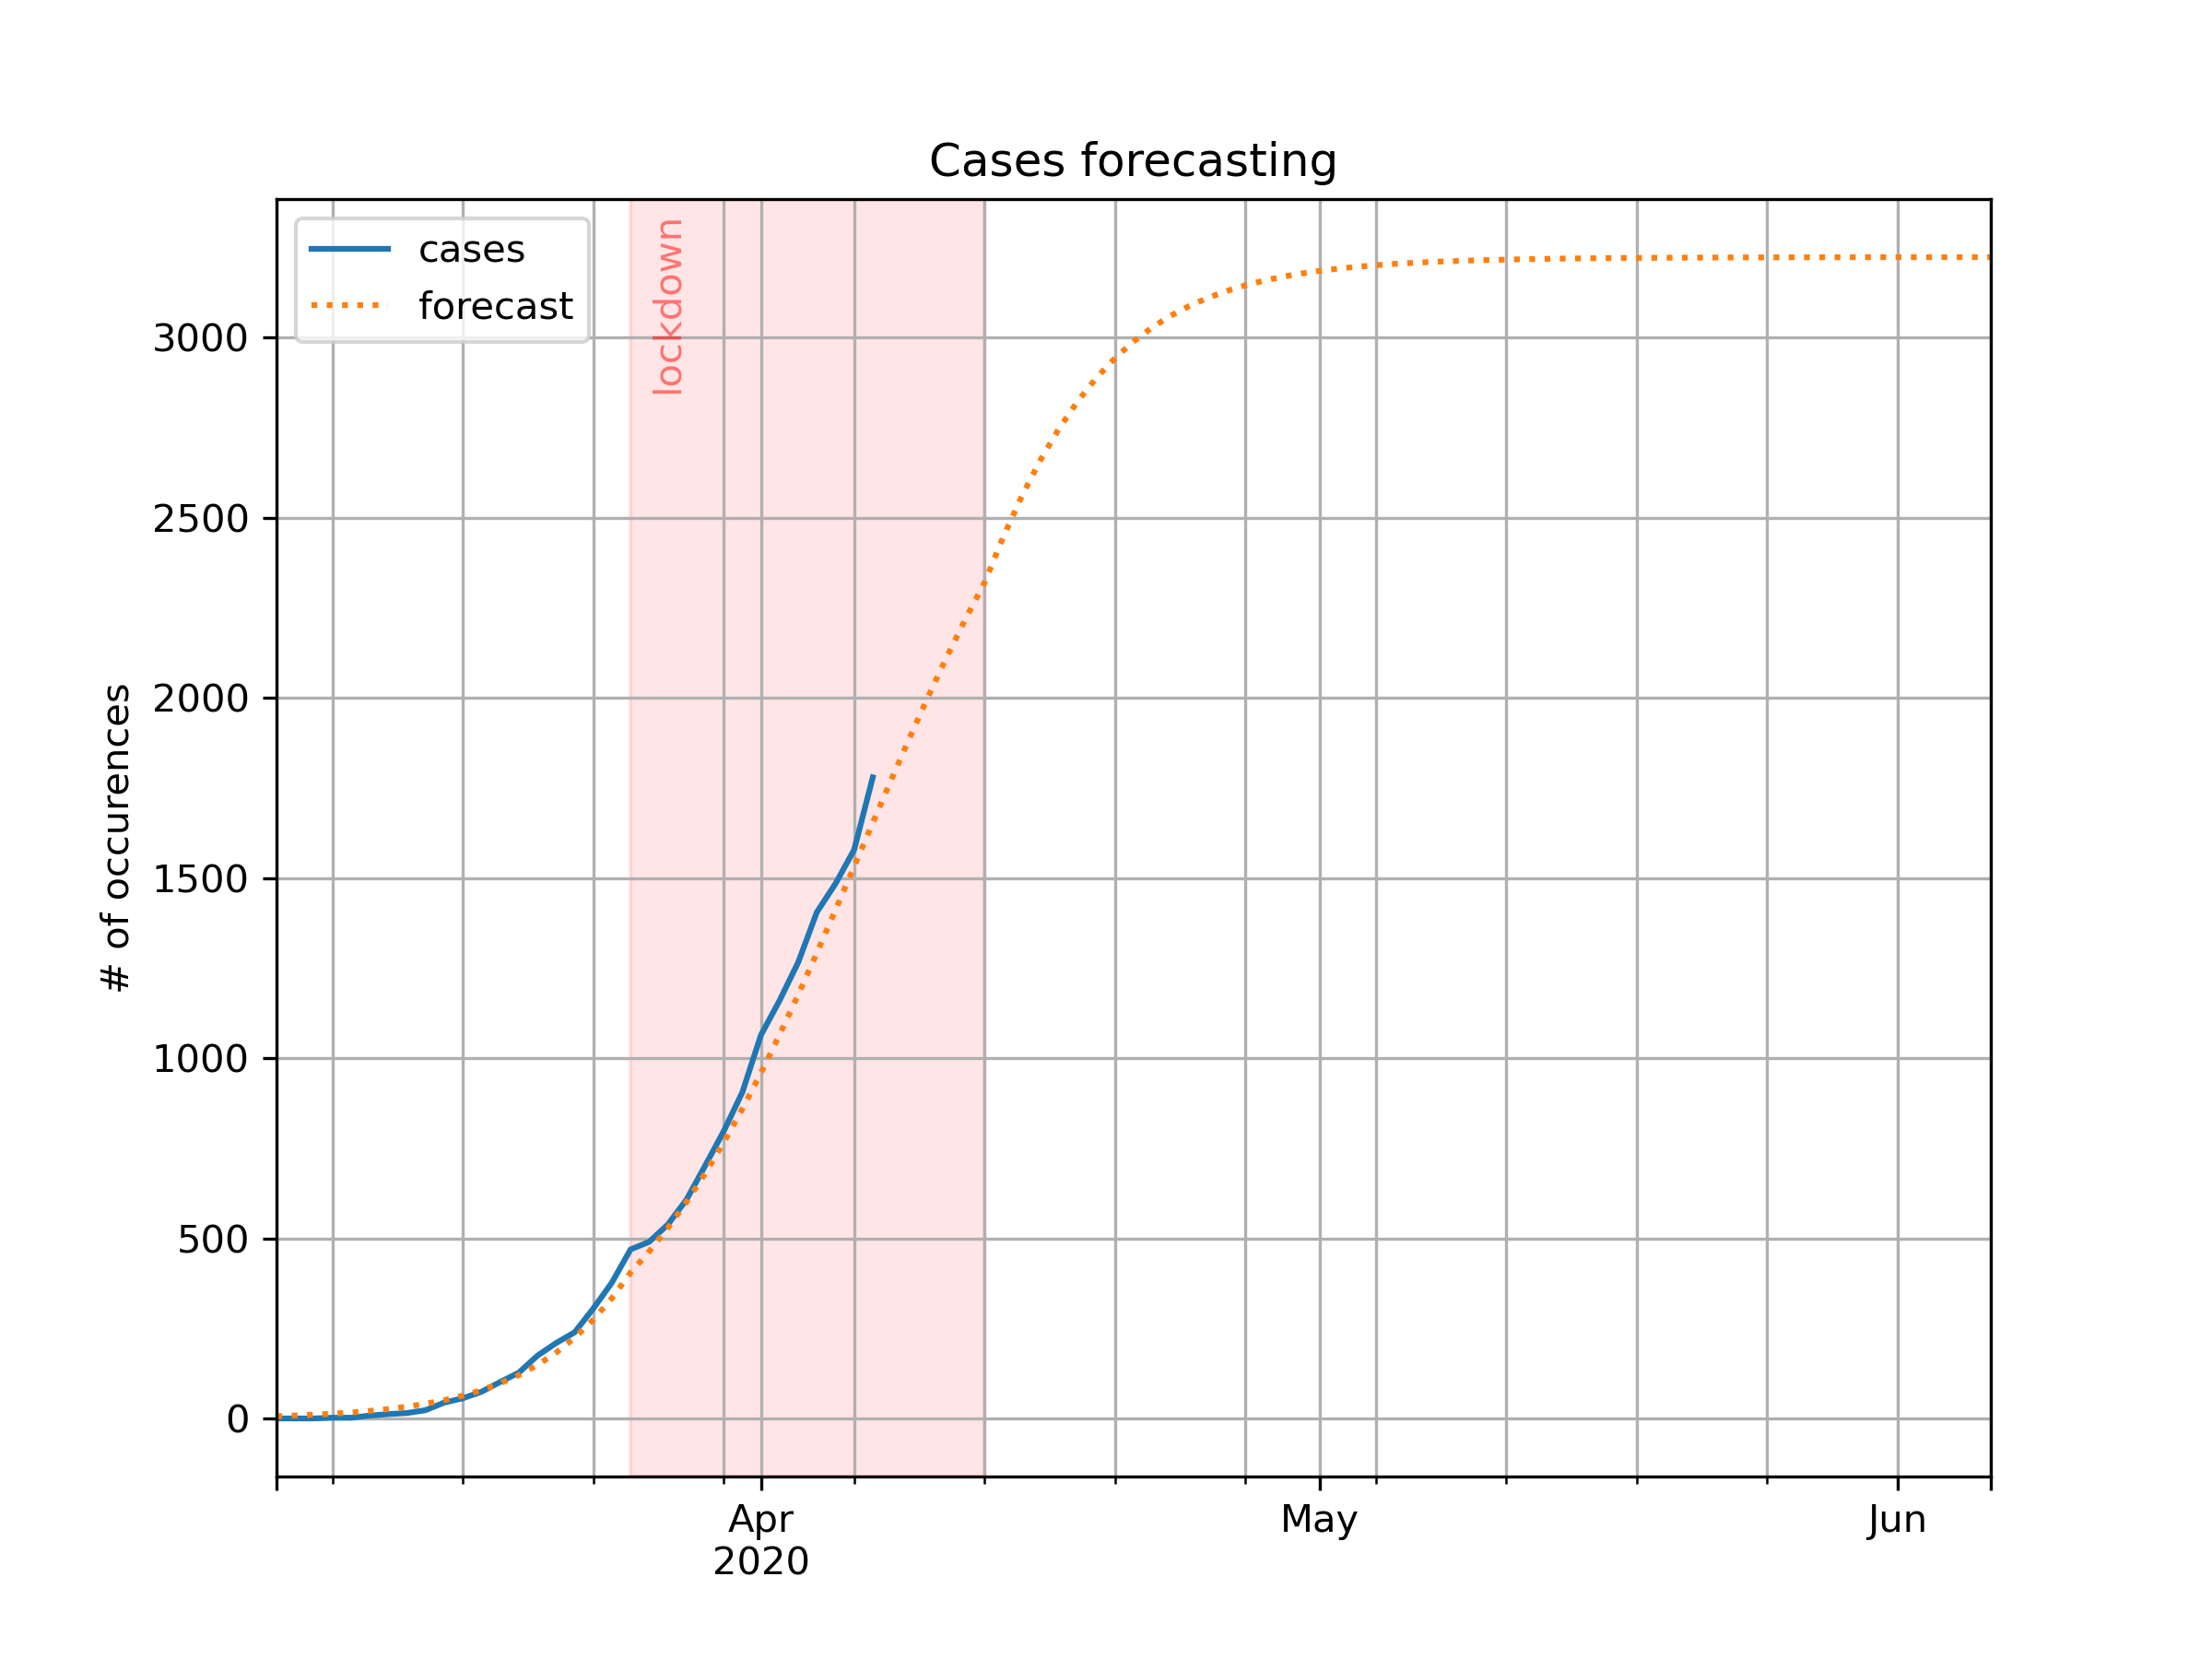 Cases forecasting
cases
forecast
lockdown
# of occurences
3000
2500
2000
1500
1000
500
0
Apr
2020
May
Jun